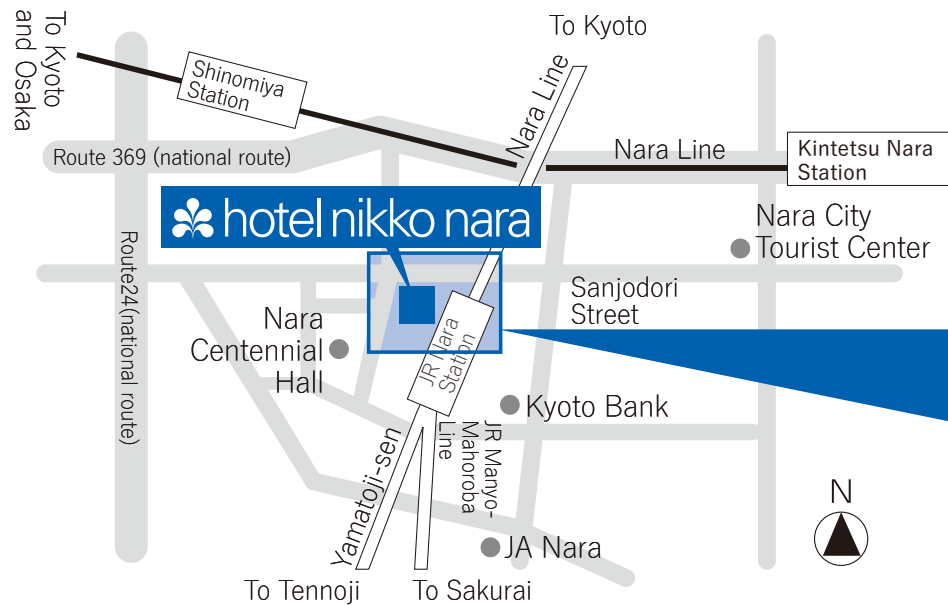 To Kyoto
and Osaka
Shinomiya
Station
To Kyoto
Nara Line
Route 369 (national route)
Nara Line
Kintetsu Nara
Station
hotel nikko nara
Nara City
Tourist Center
Route24(national route)
Sanjodori
Street
Nara
Centennial
Hall
JR Nara
Station
Kyoto Bank
Yamatoji-sen
JR Manyo-
Mahoroba
Line
N
JA Nara
To Tennoji
To Sakurai